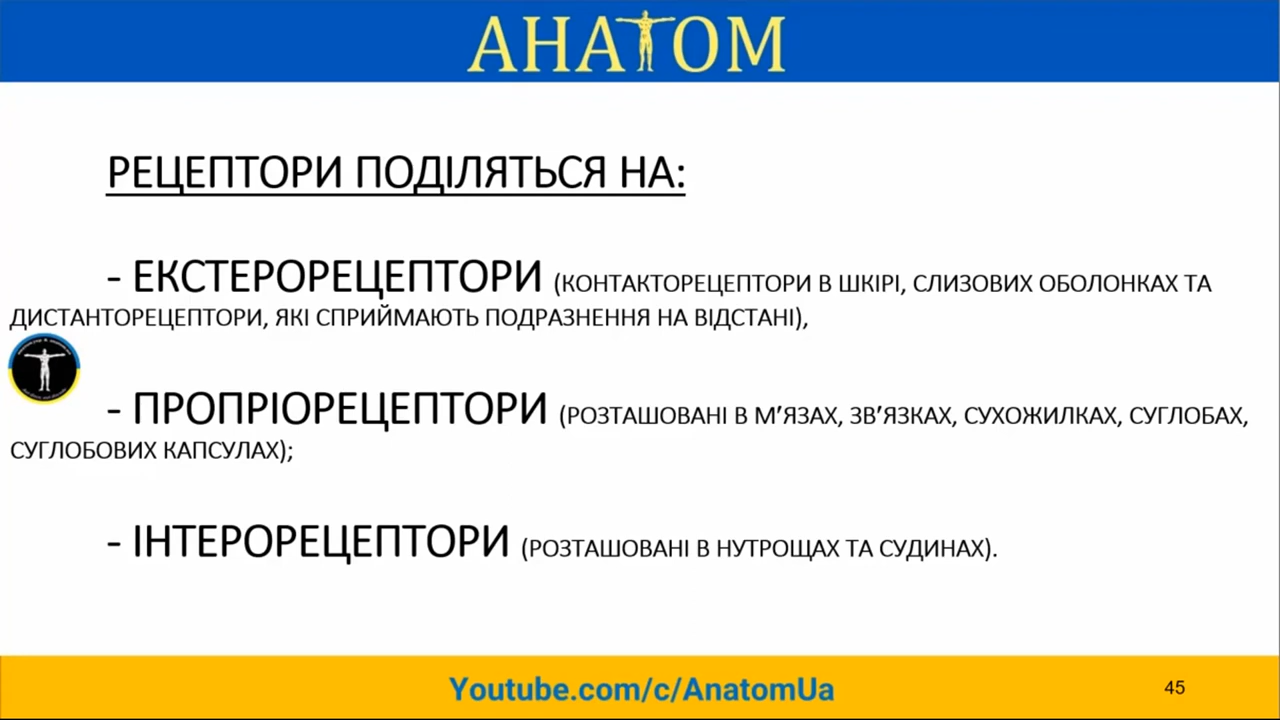 АНАТОМ
РЕЦЕПТОРИ ПОДІЛЯТЬСЯ НА:
- ЕКСТЕРОРЕЦЕПТОРИ (КОНТАКТОРЕЦЕПТОРИ В ШКІРІ, СЛИЗОВИХ ОБОЛОНКАХ ТА
ДИСТАНТОРЕЦЕПТОРИ, ЯКІ СПРИЙМАЮТЬ ПОДРАЗНЕННЯ НА ВІДСТАНІ),
- ПРОПРІОРЕЦЕПТОРИ (РОЗТАШОВАНІ В М'ЯЗАХ, ЗВ'ЯЗКАХ, СУХОЖИЛКАХ, СУГЛОБАХ,
СУГЛОБОВИХ КАПСУЛАХ);
- ІНТЕРОРЕЦЕПТОРИ (РОЗТАШОВАНІ В НУТРОЩАХ ТА СУДИНАХ).
Youtube.com/c/AnatomUa
45